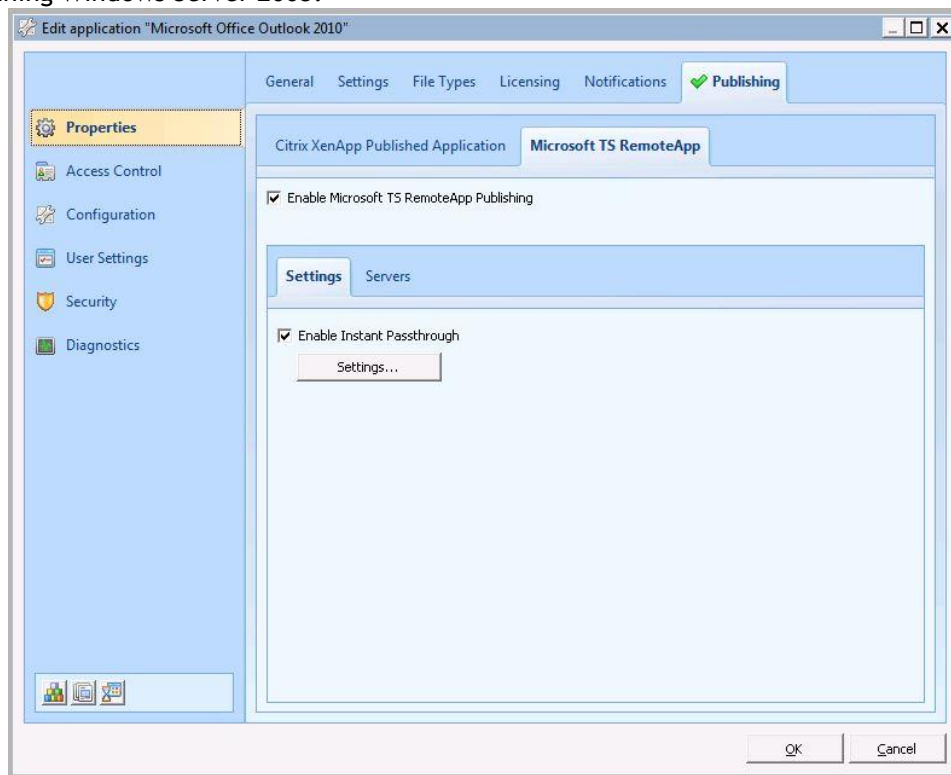 Edit application "Microsoft Office Outlook 2010"
General Settings File Types Licensing Notifications Publishing
Properties
Access Control
Configuration
User Settings
Security
Diagnostics
Citrix XenApp Published Application Microsoft TS RemoteApp
Enable Microsoft TS RemoteApp Publishing
Settings Servers
Enable Instant Passthrough
Settings...
OK Cancel